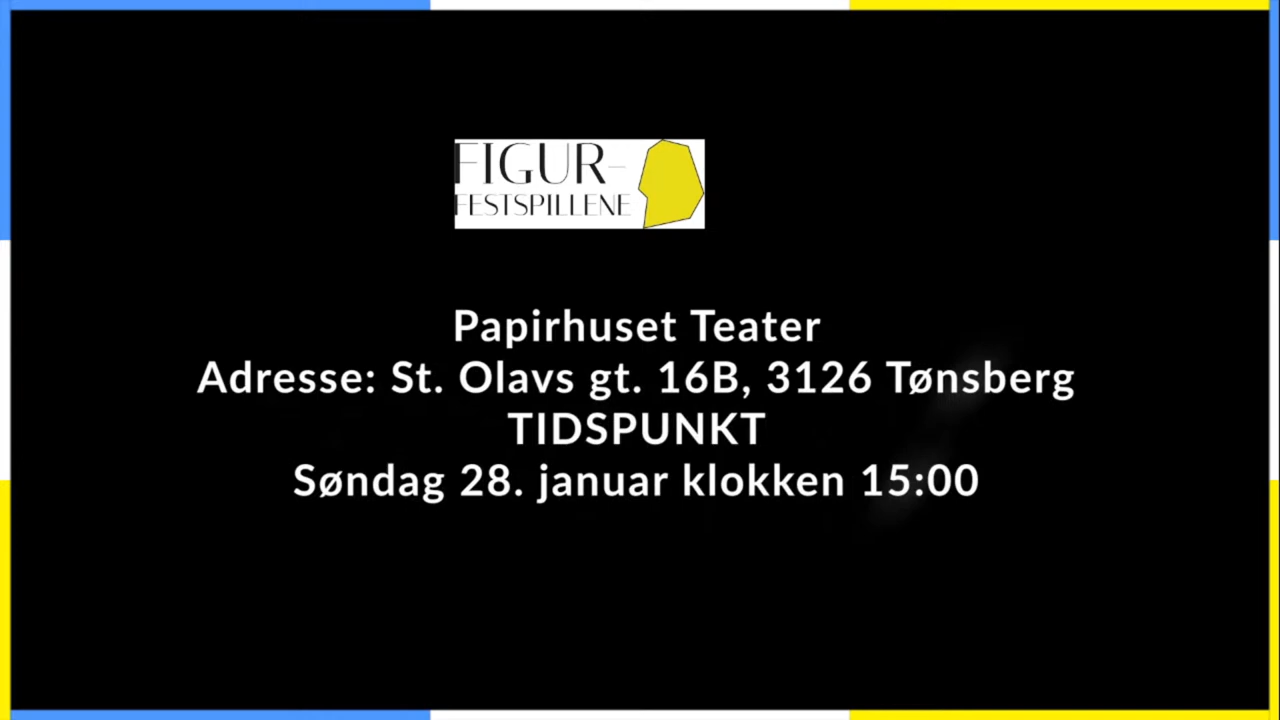 FIGUR-
FESTSPILLENE
Papirhuset Teater
Adresse: St. Olavs gt. 16B, 3126 Tønsberg
TIDSPUNKT
Søndag 28. januar klokken 15:00